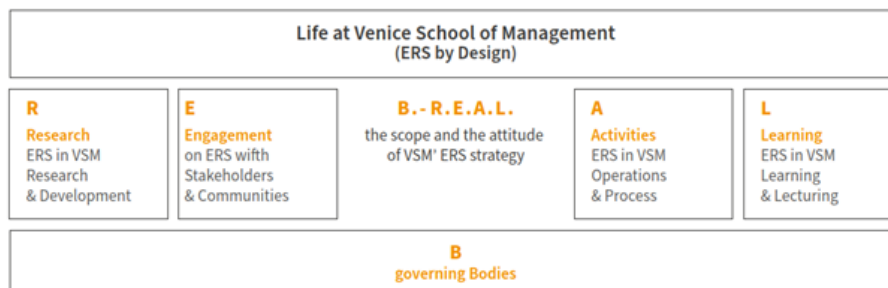 Life at Venice School of Management
(ERS by Design)
R
Research
ERS in VSM
Research
& Development
E
Engagement
on ERS wifth
Stakeholders
& Communities
B.- R.E.A.L.
the scope and the attitude
of VSM' ERS strategy
A
Activities
ERS in VSM
Operations
& Process
L
Learning
ERS in VSM
Learning
& Lecturing
B
governing Bodies